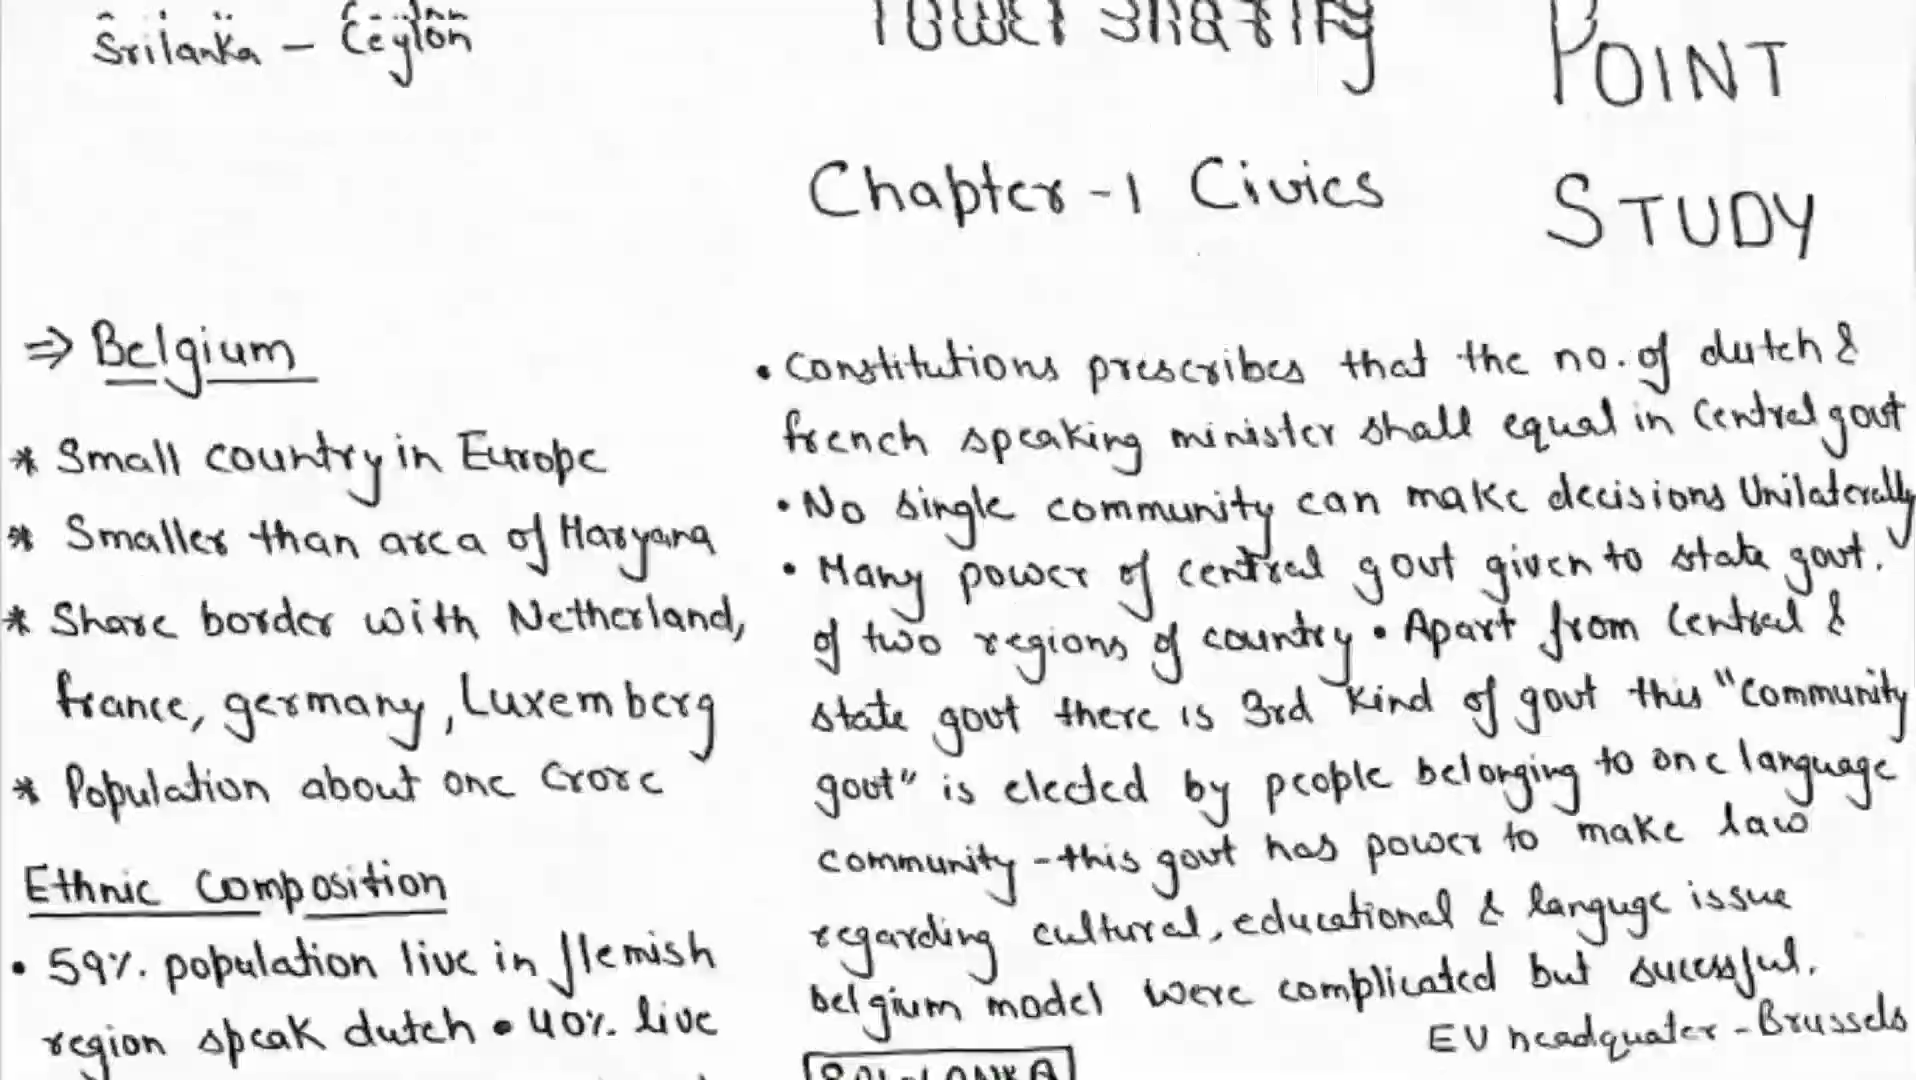 Srilanka - Ceylon
Power Sharing
POINT
STUDY
Chapter-1 Civics
⇒ Belgium
* Small country in Europe
* Smaller than area of Haryana
* Share border with Netherland,
france, germany, Luxemberg
* Population about one crore
Ethnic Composition
• 59%. population live in flemish
region speak dutch • 40%. live
• Constitutions prescribes that the no. of dutch &
french speaking minister shall equal in Central govt
• No single community can make decisions Unilaterally
• Many power of central govt given to state govt.
of two regions of country • Apart from Central &
state govt there is 3rd kind of govt this "Community
govt" is elected by people belonging to one language
community - this govt has power to make law
regarding cultural, educational & languge issue
belgium model were complicated but sucessful.
EU headquater - Brussels
SRI LANKA